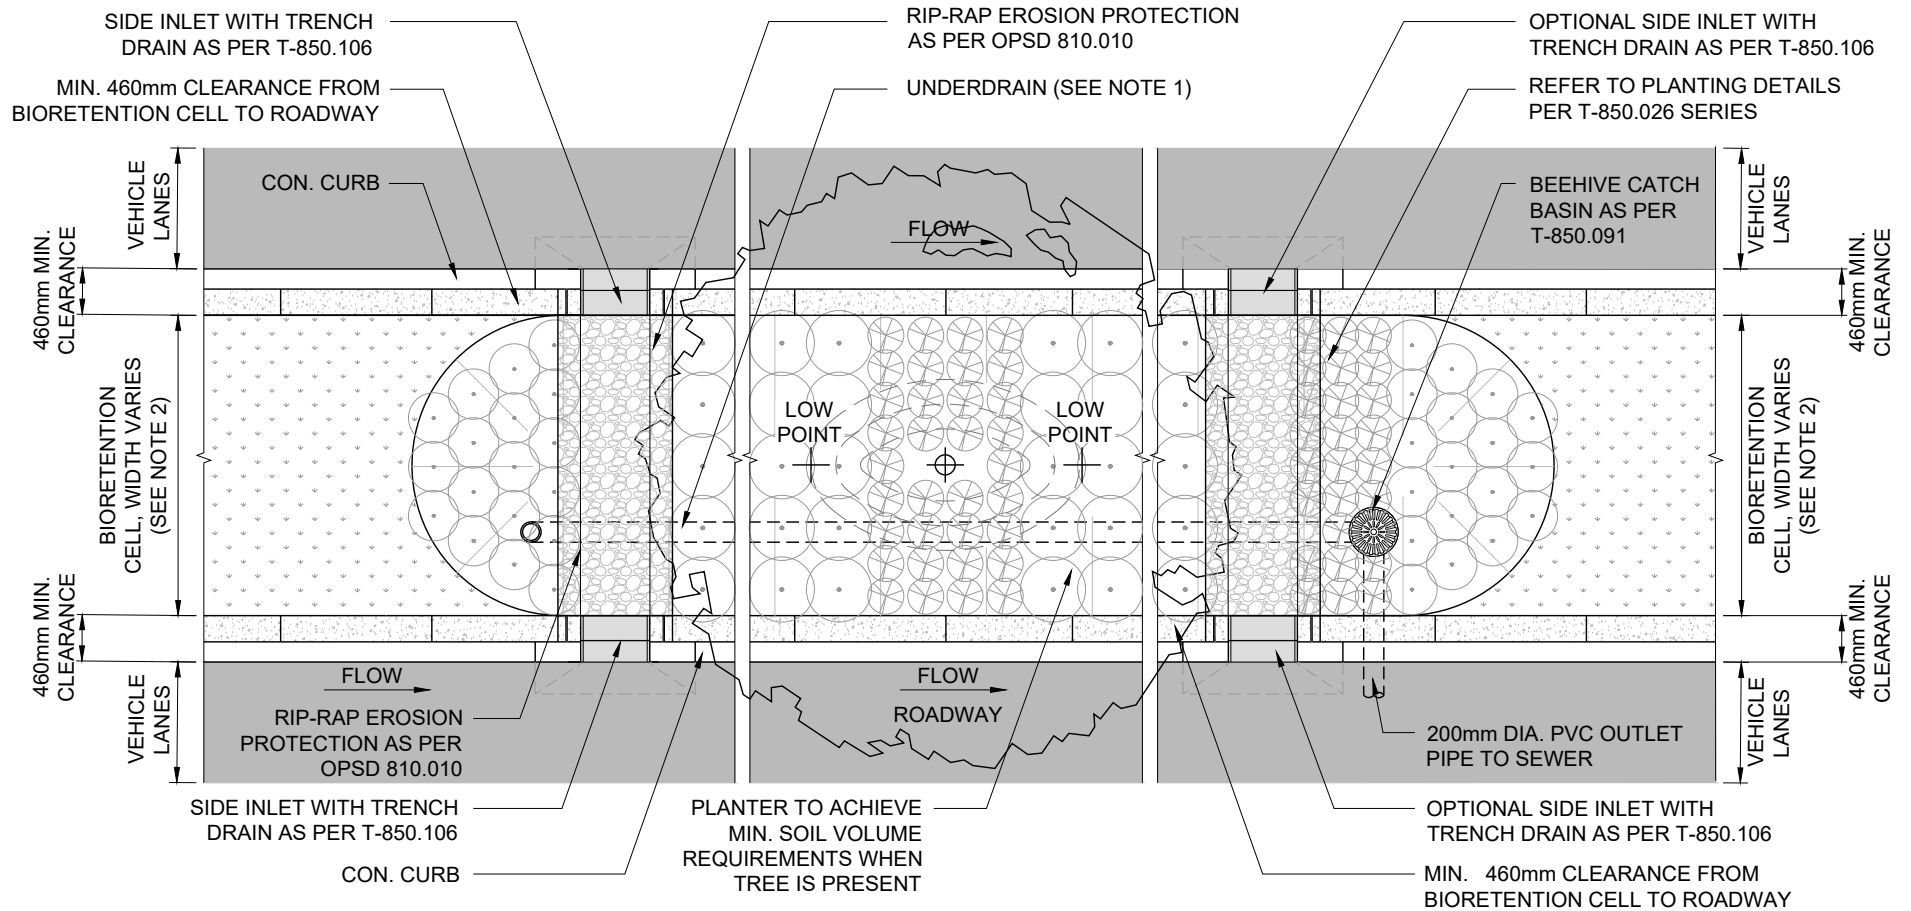 SIDE INLET WITH TRENCH
DRAIN AS PER T-850.106
RIP-RAP EROSION PROTECTION
AS PER OPSD 810.010
OPTIONAL SIDE INLET WITH
TRENCH DRAIN AS PER T-850.106
MIN. 460mm CLEARANCE FROM
BIORETENTION CELL TO ROADWAY
UNDERDRAIN (SEE NOTE 1)
REFER TO PLANTING DETAILS
PER T-850.026 SERIES
VEHICLE
LANES
CON. CURB
BEEHIVE CATCH
BASIN AS PER
T-850.091
VEHICLE
LANES
FLOW
460mm MIN.
CLEARANCE
460mm MIN.
CLEARANCE
BIORETENTION
CELL, WIDTH VARIES
(SEE NOTE 2)
LOW
POINT
LOW
POINT
BIORETENTION
CELL, WIDTH VARIES
(SEE NOTE 2)
460mm MIN.
CLEARANCE
460mm MIN.
CLEARANCE
VEHICLE
LANES
FLOW
FLOW
ROADWAY
VEHICLE
LANES
RIP-RAP EROSION
PROTECTION AS PER
OPSD 810.010
200mm DIA. PVC OUTLET
PIPE TO SEWER
SIDE INLET WITH TRENCH
DRAIN AS PER T-850.106
PLANTER TO ACHIEVE
MIN. SOIL VOLUME
REQUIREMENTS WHEN
TREE IS PRESENT
OPTIONAL SIDE INLET WITH
TRENCH DRAIN AS PER T-850.106
CON. CURB
MIN. 460mm CLEARANCE FROM
BIORETENTION CELL TO ROADWAY